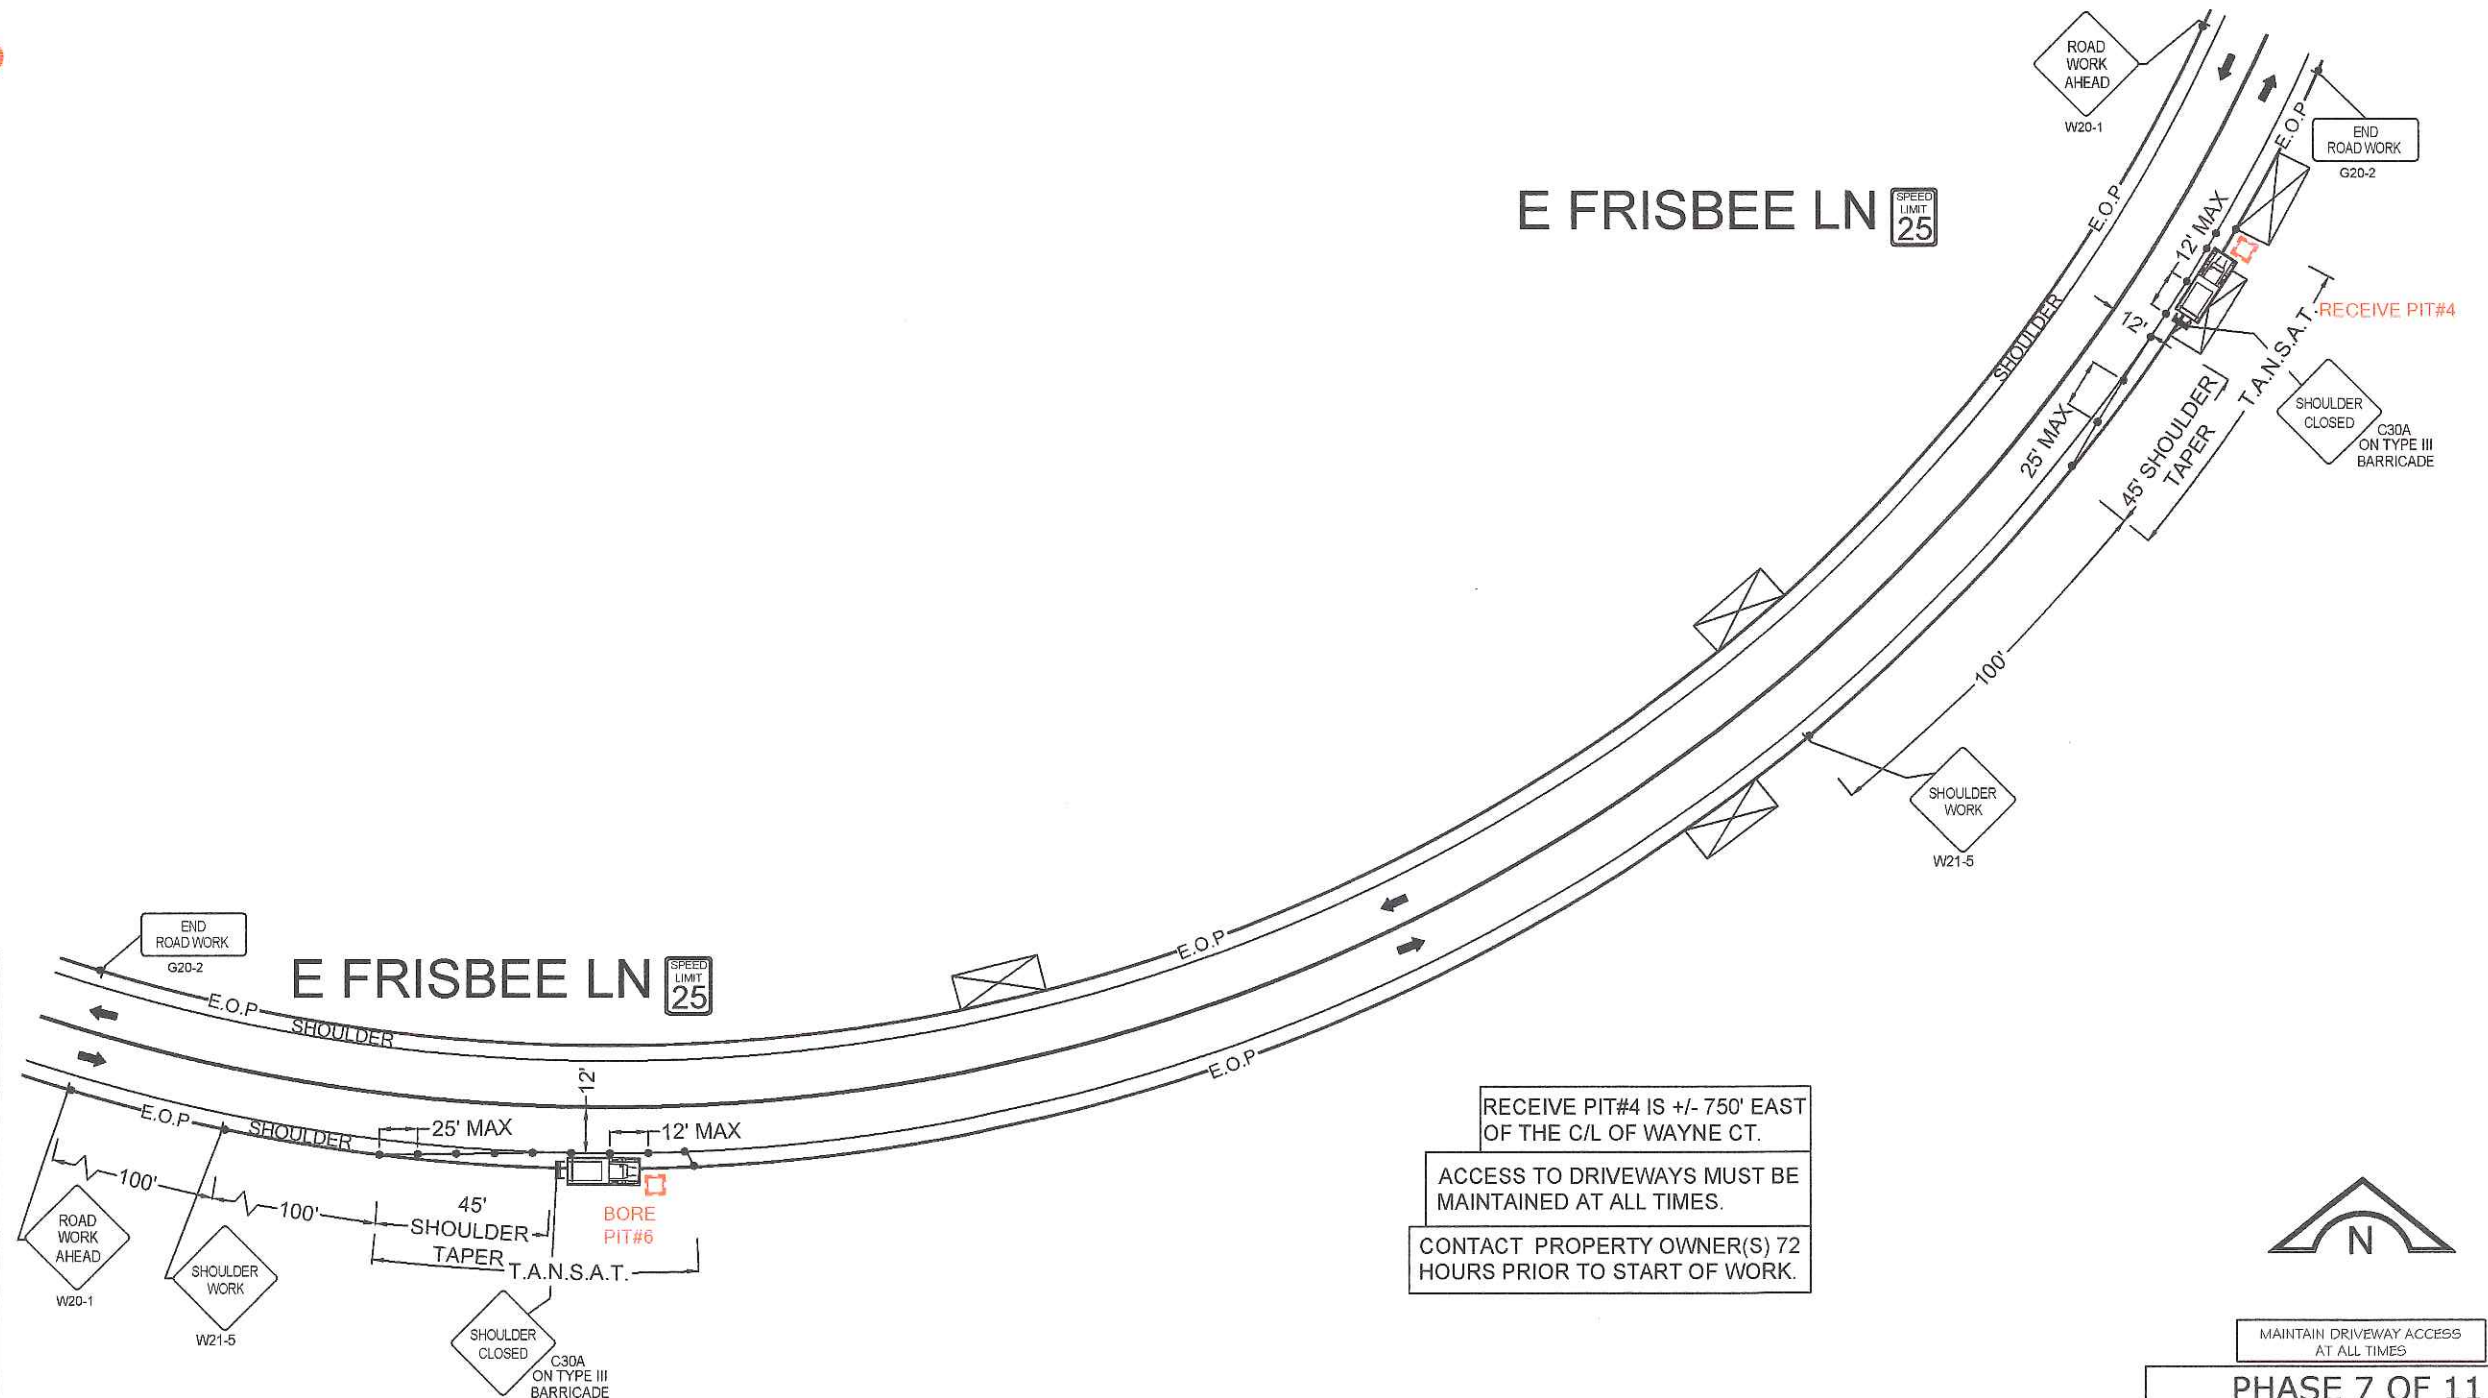 ROAD
WORK
AHEAD
W20-1
END
ROAD WORK
G20-2
E.O.P
E.O.P
E FRISBEE LN
SPEED
LIMIT
25
12' MAX
SHOULDER
12'
RECEIVE PIT#4
T.A.N.S.A.T.
25' MAX
45' SHOULDER
TAPER
SHOULDER
CLOSED
C30A
ON TYPE III
BARRICADE
100'
SHOULDER
WORK
W21-5
END
ROAD WORK
G20-2
E FRISBEE LN
SPEED
LIMIT
25
E.O.P
E.O.P
SHOULDER
E.O.P
12'
E.O.P
SHOULDER
25' MAX
12' MAX
100'
100'
45'
SHOULDER
TAPER
T.A.N.S.A.T.
BORE
PIT#6
ROAD
WORK
AHEAD
W20-1
SHOULDER
WORK
W21-5
SHOULDER
CLOSED
C30A
ON TYPE III
BARRICADE
RECEIVE PIT#4 IS +/- 750' EAST
OF THE C/L OF WAYNE CT.
ACCESS TO DRIVEWAYS MUST BE
MAINTAINED AT ALL TIMES.
CONTACT PROPERTY OWNER(S) 72
HOURS PRIOR TO START OF WORK.
N
MAINTAIN DRIVEWAY ACCESS
AT ALL TIMES
PHASE 7 OF 11